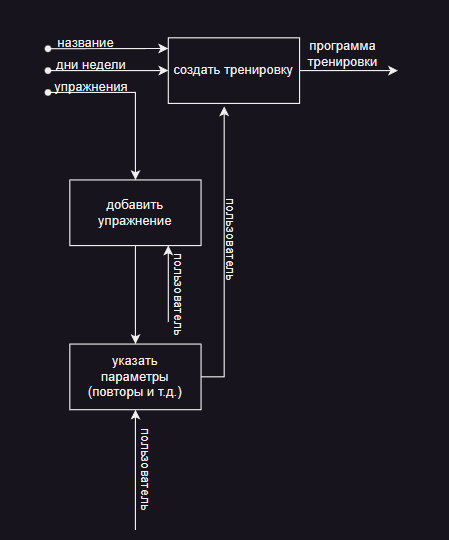 название
дни недели
упражнения
создать тренировку
программа
тренировки
добавить
упражнение
пользователь
пользователь
указать
параметры
(повторы и т.д.)
пользователь